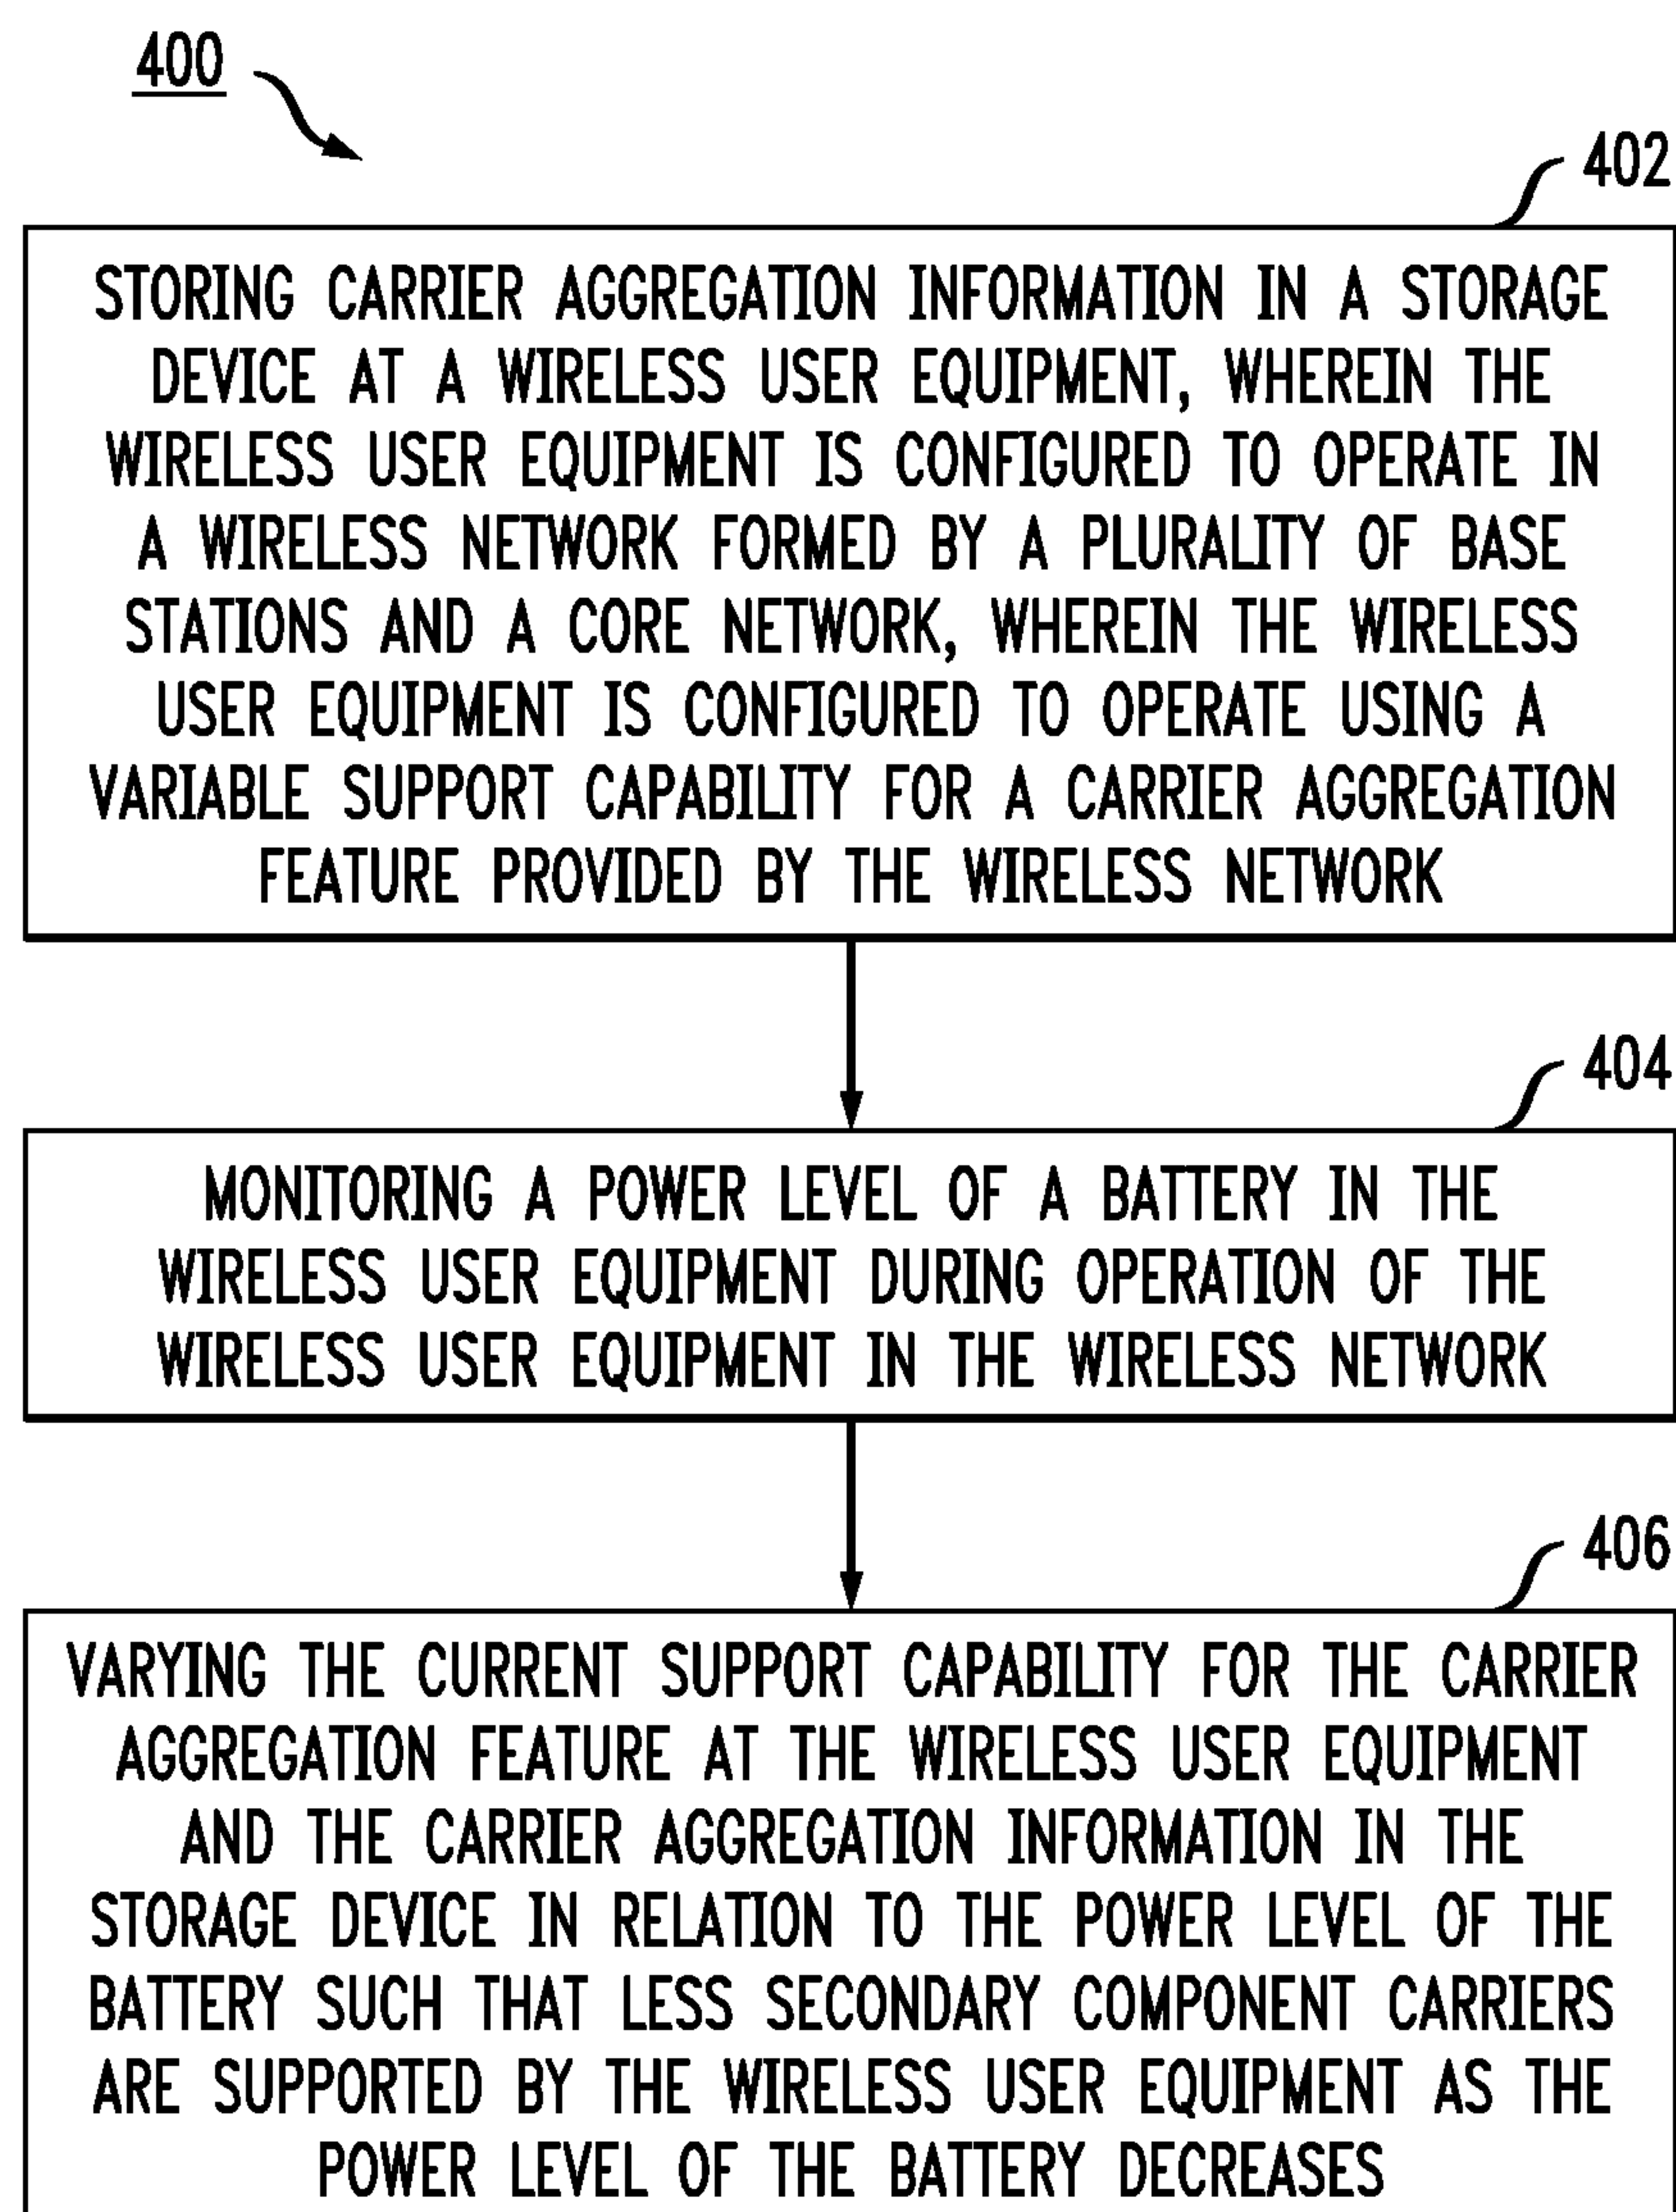 400
402
STORING CARRIER AGGREGATION INFORMATION IN A STORAGE
DEVICE AT A WIRELESS USER EQUIPMENT, WHEREIN THE
WIRELESS USER EQUIPMENT IS CONFIGURED TO OPERATE IN
A WIRELESS NETWORK FORMED BY A PLURALITY OF BASE
STATIONS AND A CORE NETWORK, WHEREIN THE WIRELESS
USER EQUIPMENT IS CONFIGURED TO OPERATE USING A
VARIABLE SUPPORT CAPABILITY FOR A CARRIER AGGREGATION
FEATURE PROVIDED BY THE WIRELESS NETWORK
404
MONITORING A POWER LEVEL OF A BATTERY IN THE
WIRELESS USER EQUIPMENT DURING OPERATION OF THE
WIRELESS USER EQUIPMENT IN THE WIRELESS NETWORK
406
VARYING THE CURRENT SUPPORT CAPABILITY FOR THE CARRIER
AGGREGATION FEATURE AT THE WIRELESS USER EQUIPMENT
AND THE CARRIER AGGREGATION INFORMATION IN THE
STORAGE DEVICE IN RELATION TO THE POWER LEVEL OF THE
BATTERY SUCH THAT LESS SECONDARY COMPONENT CARRIERS
ARE SUPPORTED BY THE WIRELESS USER EQUIPMENT AS THE
POWER LEVEL OF THE BATTERY DECREASES